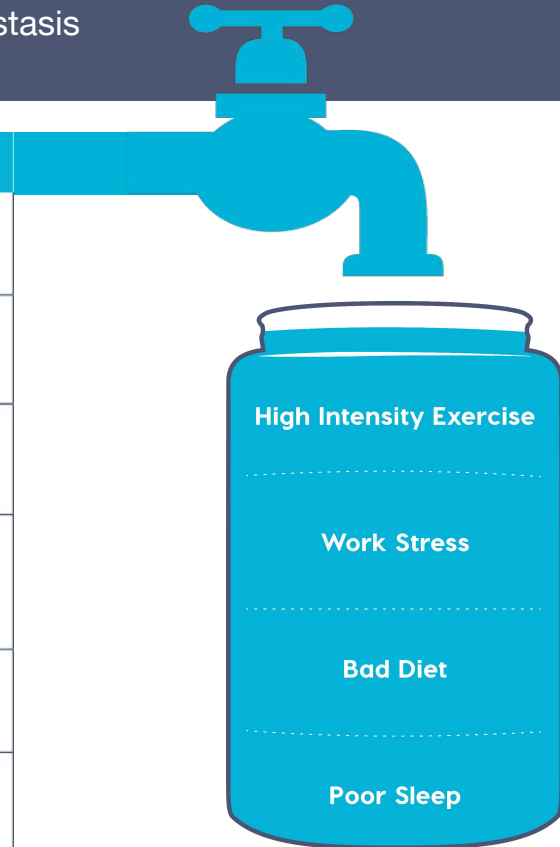 stasis
High Intensity Exercise
Work Stress
Bad Diet
Poor Sleep